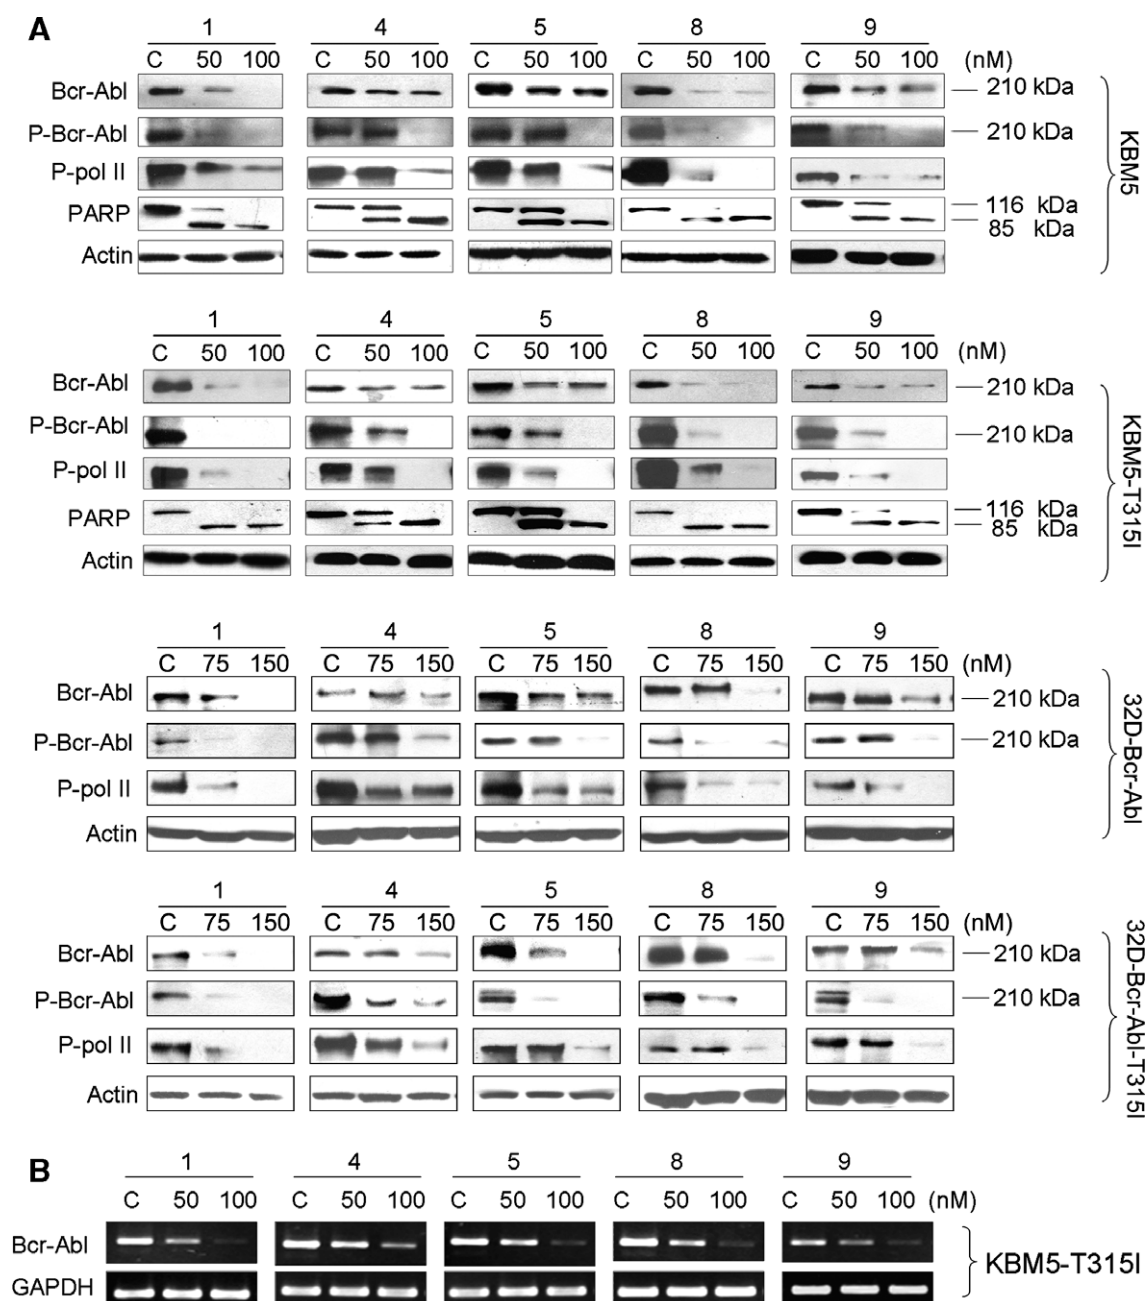 A
1 4 5 8 9
C 50 100 C 50 100 C 50 100 C 50 100 C 50 100 (nM)
Bcr-Abl 210 kDa
P-Bcr-Abl 210 kDa
P-pol II
PARP 116 kDa
85 kDa
Actin
KBM5
1 4 5 8 9
C 50 100 C 50 100 C 50 100 C 50 100 C 50 100 (nM)
Bcr-Abl 210 kDa
P-Bcr-Abl 210 kDa
P-pol II
PARP 116 kDa
85 kDa
Actin
KBM5-T315I
1 4 5 8 9
C 75 150 C 75 150 C 75 150 C 75 150 C 75 150 (nM)
Bcr-Abl 210 kDa
P-Bcr-Abl 210 kDa
P-pol II
Actin
32D-Bcr-Abl
1 4 5 8 9
C 75 150 C 75 150 C 75 150 C 75 150 C 75 150 (nM)
Bcr-Abl 210 kDa
P-Bcr-Abl 210 kDa
P-pol II
Actin
32D-Bcr-Abl-T315I
B
1 4 5 8 9
C 50 100 C 50 100 C 50 100 C 50 100 C 50 100 (nM)
Bcr-Abl
GAPDH
KBM5-T315I